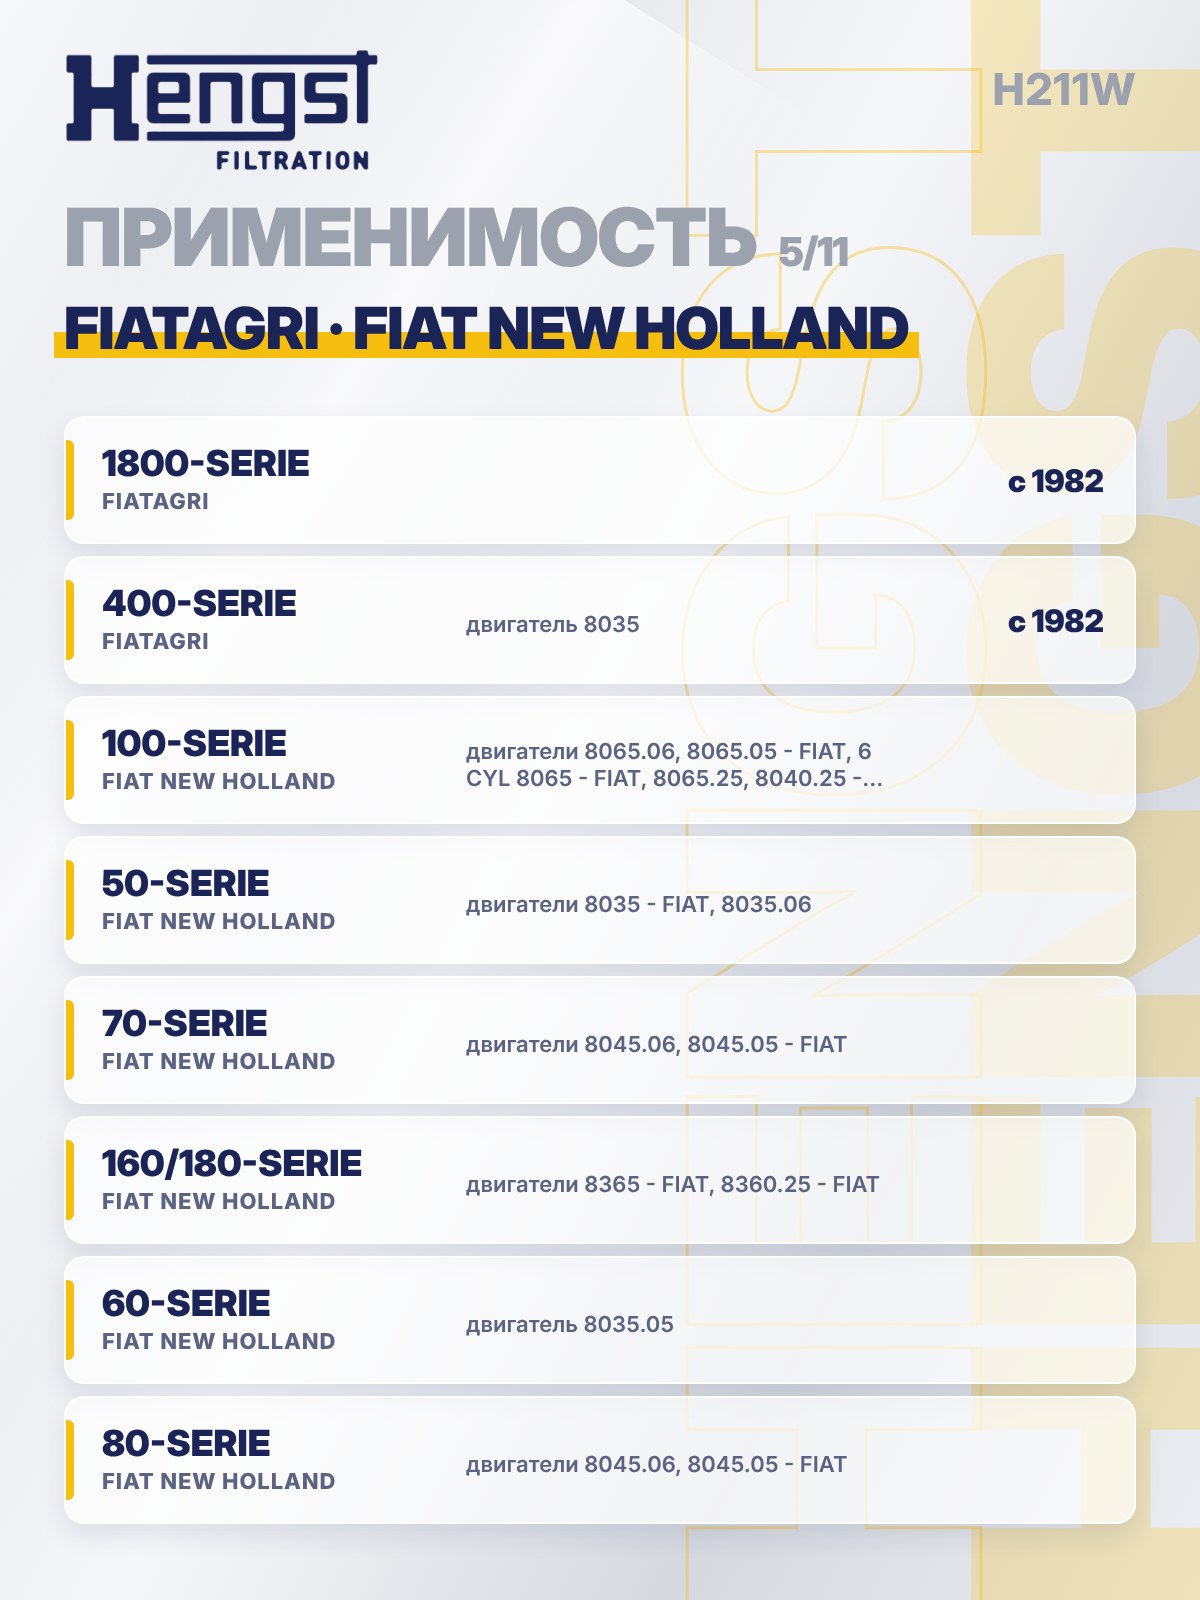 Hengst
FILTRATION
H211W
ПРИМЕНИМОСТЬ 5/11
FIATAGRI · FIAT NEW HOLLAND
1800-SERIE
FIATAGRI
с 1982
400-SERIE
FIATAGRI
двигатель 8035
с 1982
100-SERIE
FIAT NEW HOLLAND
двигатели 8065.06, 8065.05 - FIAT, 6
CYL 8065 - FIAT, 8065.25, 8040.25 -...
50-SERIE
FIAT NEW HOLLAND
двигатели 8035 - FIAT, 8035.06
70-SERIE
FIAT NEW HOLLAND
двигатели 8045.06, 8045.05 - FIAT
160/180-SERIE
FIAT NEW HOLLAND
двигатели 8365 - FIAT, 8360.25 - FIAT
60-SERIE
FIAT NEW HOLLAND
двигатель 8035.05
80-SERIE
FIAT NEW HOLLAND
двигатели 8045.06, 8045.05 - FIAT
HENGST
HENGST